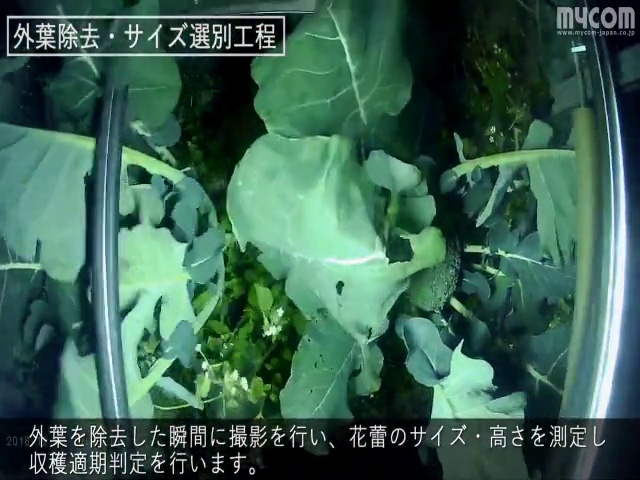 外葉除去・サイズ選別工程
mycom
www.mycom-japan.co.jp
2018
外葉を除去した瞬間に撮影を行い、花蕾のサイズ・高さを測定し
収穫適期判定を行います。